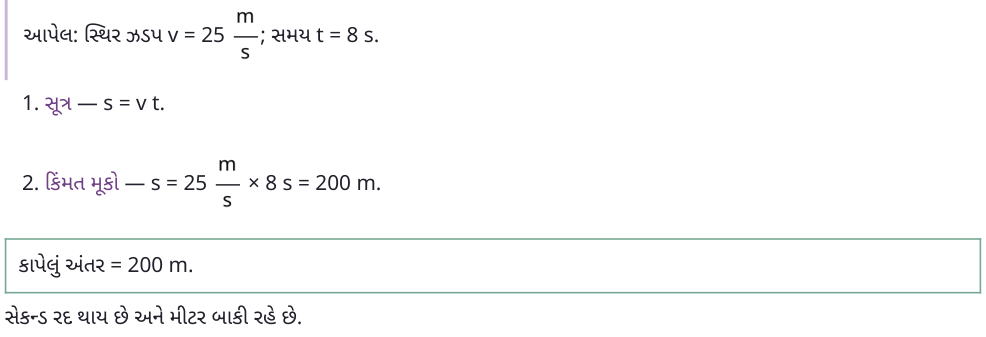 આપેલ: સ્થિર ઝડપ v = 25 m/s; સમય t = 8 s.
1. સૂત્ર — s = v t.
2. કિંમત મૂકો — s = 25 m/s × 8 s = 200 m.
કાપેલું અંતર = 200 m.
સેકન્ડ રદ થાય છે અને મીટર બાકી રહે છે.